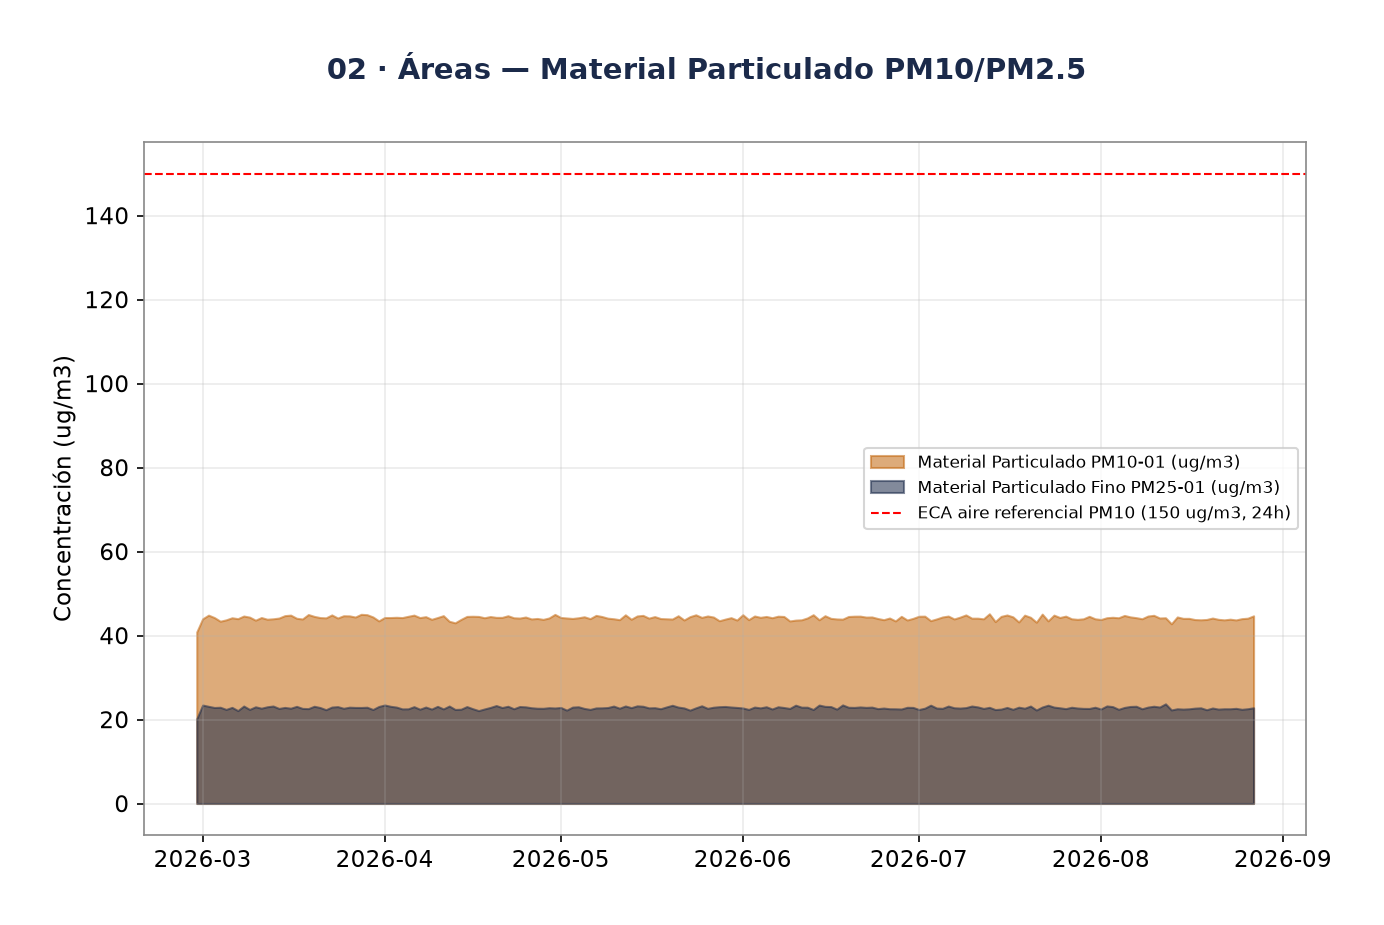 02 · Áreas — Material Particulado PM10/PM2.5
Concentración (ug/m3)
140
120
100
80
60
40
20
0
Material Particulado PM10-01 (ug/m3)
Material Particulado Fino PM25-01 (ug/m3)
ECA aire referencial PM10 (150 ug/m3, 24h)
2026-03 2026-04 2026-05 2026-06 2026-07 2026-08 2026-09